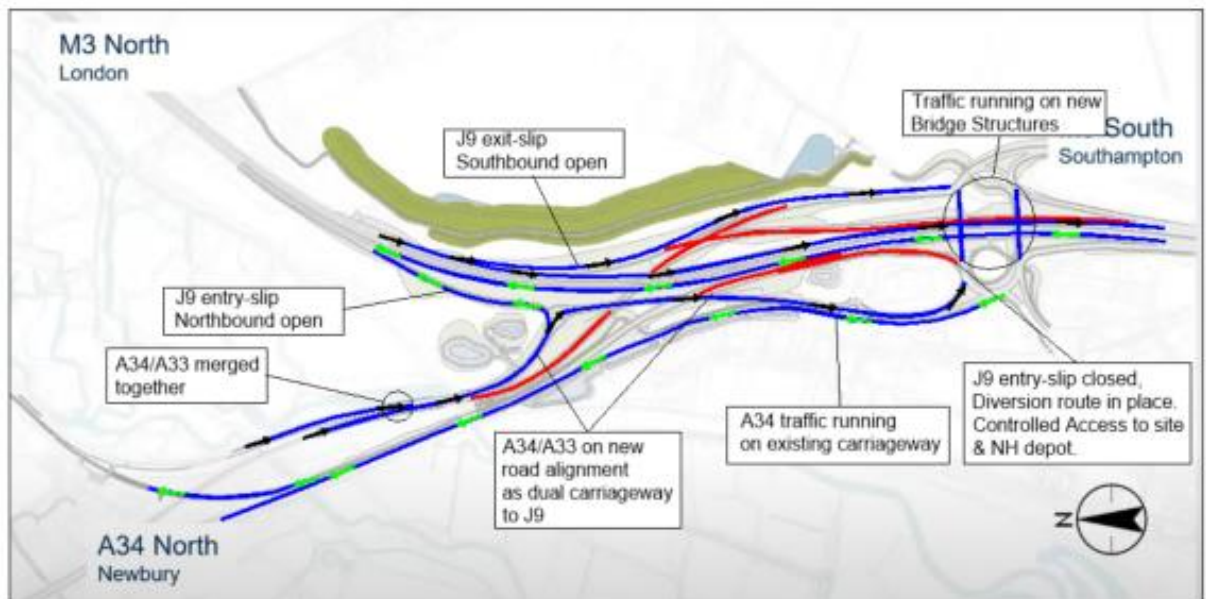 M3 North
London
Traffic running on new
Bridge Structures
South
Southampton
J9 exit-slip
Southbound open
J9 entry-slip
Northbound open
A34/A33 merged
together
A34/A33 on new
road alignment
as dual carriageway
to J9
A34 traffic running
on existing carriageway
J9 entry-slip closed,
Diversion route in place.
Controlled Access to site
& NH depot.
N
A34 North
Newbury